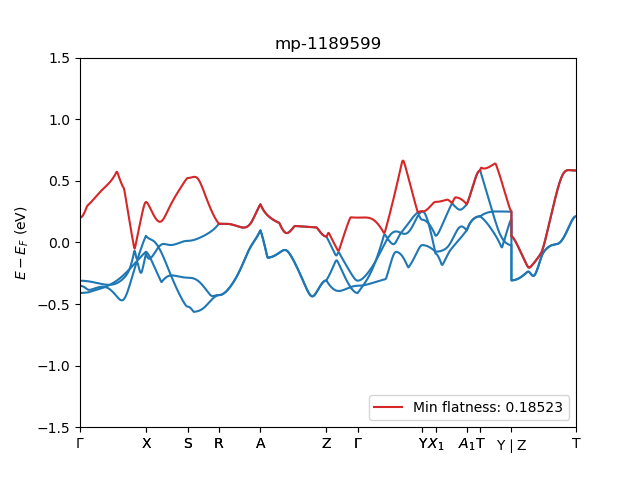 mp-1189599
E − E_F (eV)
1.5
1.0
0.5
0.0
−0.5
−1.0
−1.5
Min flatness: 0.18523
Γ X S R A Z Γ Y X₁ A₁ T Y | Z T